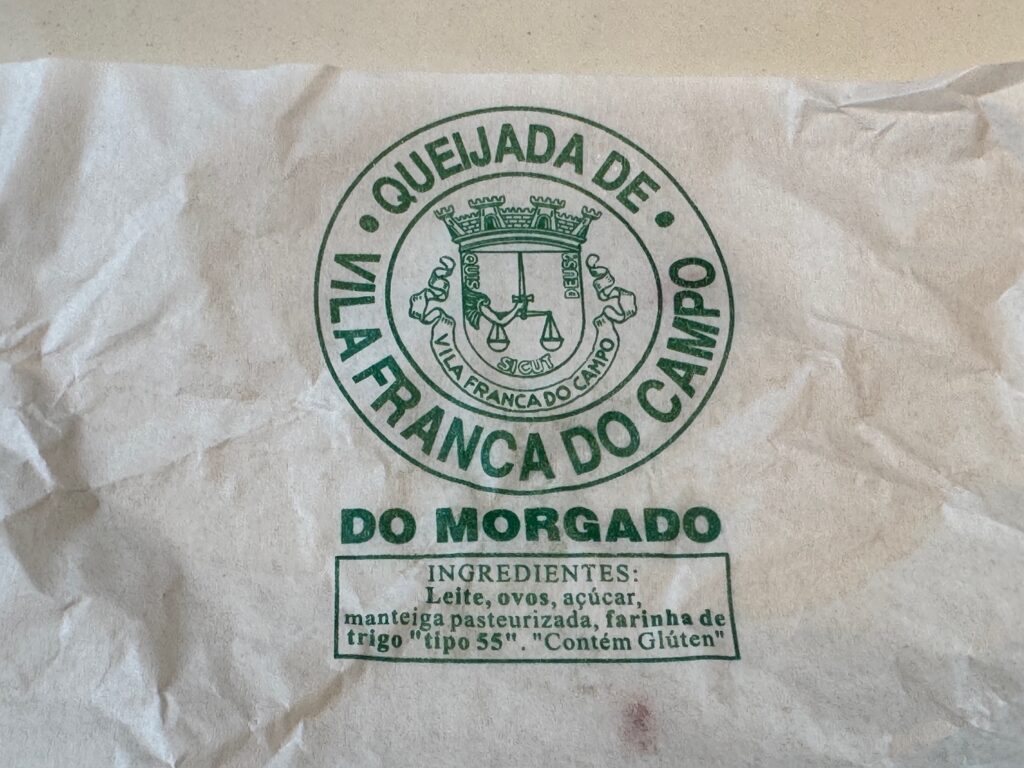 • QUEIJADA DE •
VILA FRANCA DO CAMPO
QUIS
DEUS?
SICUT
VILA FRANCA DO CAMPO
DO MORGADO
INGREDIENTES:
Leite, ovos, açúcar,
manteiga pasteurizada, farinha de
trigo "tipo 55". "Contém Glúten"